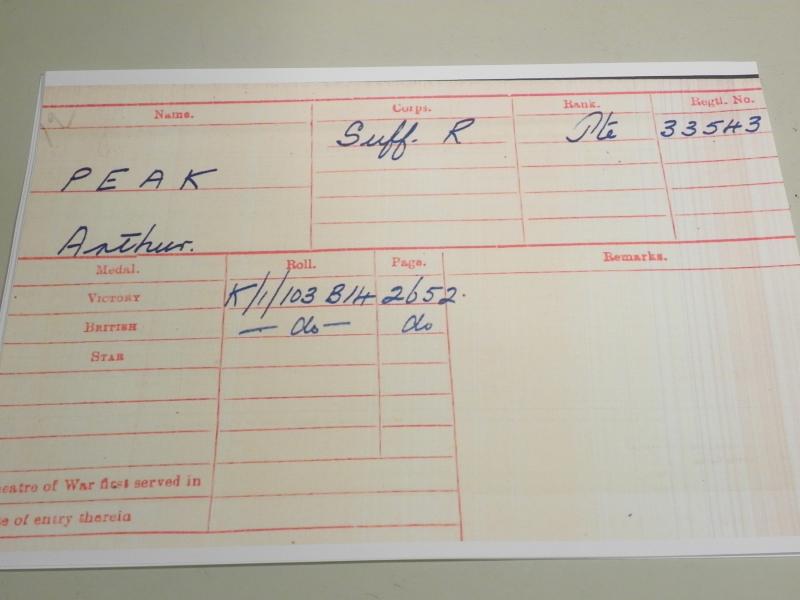 Name. Corps. Rank. Regtl. No.
Suff. R Pte 33543
PEAK
Arthur.
Medal. Roll. Page. Remarks.
VICTORY K/1/103 B14 2652.
BRITISH — do — do
STAR
eatre of War first served in
e of entry therein